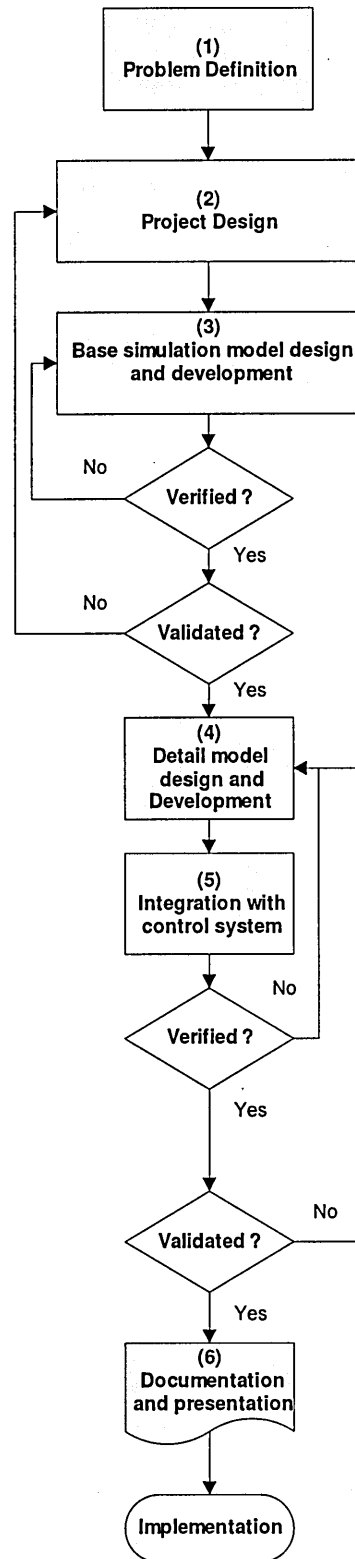 (1)
Problem Definition
(2)
Project Design
(3)
Base simulation model design
and development
No
Verified ?
Yes
No
Validated ?
Yes
(4)
Detail model
design and
Development
(5)
Integration with
control system
No
Verified ?
Yes
No
Validated ?
Yes
(6)
Documentation
and presentation
Implementation